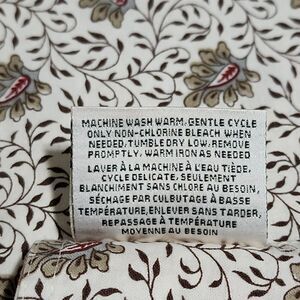 MACHINE WASH WARM, GENTLE CYCLE
ONLY NON-CHLORINE BLEACH WHEN
NEEDED, TUMBLE DRY LOW, REMOVE
PROMPTLY, WARM IRON AS NEEDED
LAVER À LA MACHINE À L'EAU TIÈDE,
CYCLE DELICATE, SEULEMENT
BLANCHIMENT SANS CHLORE AU BESOIN,
SÉCHAGE PAR CULBUTAGE À BASSE
TEMPÉRATURE, ENLEVER SANS TARDER,
REPASSAGE À TEMPÉRATURE
MOYENNE AU BESOIN